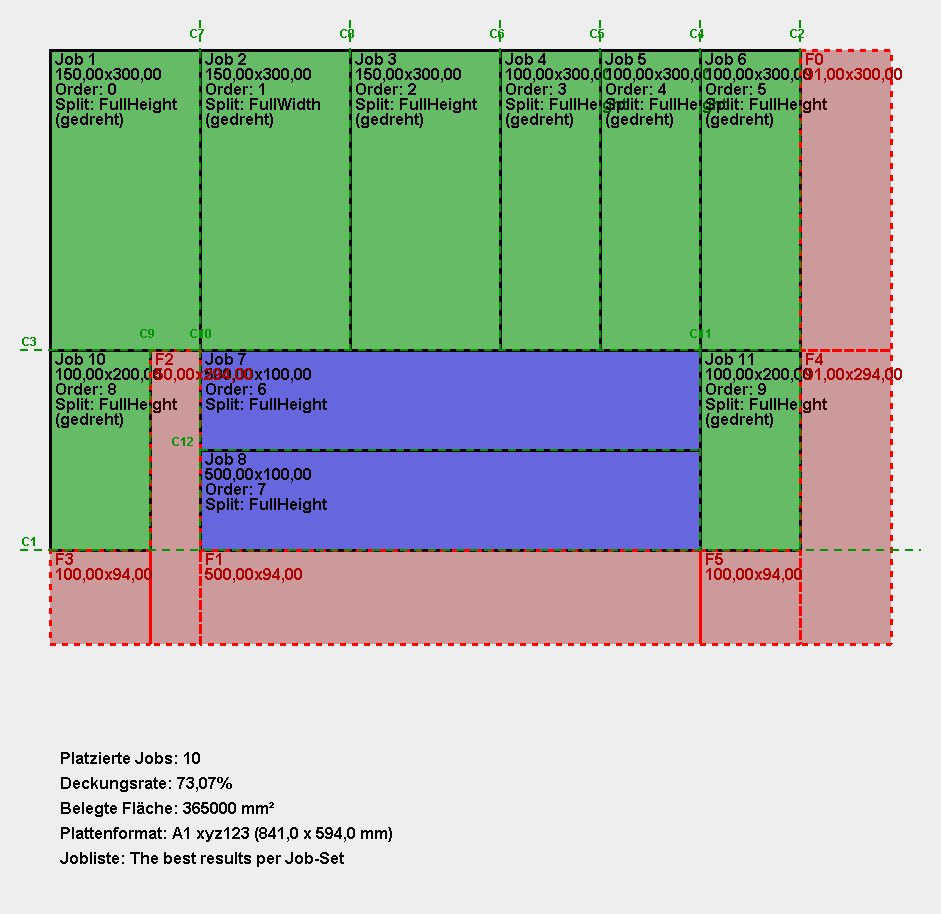 C7
C8
C6
C5
C4
C2
Job 1
150,00x300,00
Order: 0
Split: FullHeight
(gedreht)
Job 2
150,00x300,00
Order: 1
Split: FullWidth
(gedreht)
Job 3
150,00x300,00
Order: 2
Split: FullHeight
(gedreht)
Job 4
100,00x300,00
Order: 3
Split: FullHeight
(gedreht)
Job 5
100,00x300,00
Order: 4
Split: FullHeight
(gedreht)
Job 6
100,00x300,00
Order: 5
Split: FullHeight
(gedreht)
F0
91,00x300,00
C3
C9
C10
C11
Job 10
100,00x200,00
Order: 8
Split: FullHeight
(gedreht)
F2
50,00x294,00
Job 7
500,00x100,00
Order: 6
Split: FullHeight
Job 11
100,00x200,00
Order: 9
Split: FullHeight
(gedreht)
F4
91,00x294,00
C12
Job 8
500,00x100,00
Order: 7
Split: FullHeight
C1
F3
100,00x94,00
F1
500,00x94,00
F5
100,00x94,00
Platzierte Jobs: 10
Deckungsrate: 73,07%
Belegte Fläche: 365000 mm²
Plattenformat: A1 xyz123 (841,0 x 594,0 mm)
Jobliste: The best results per Job-Set